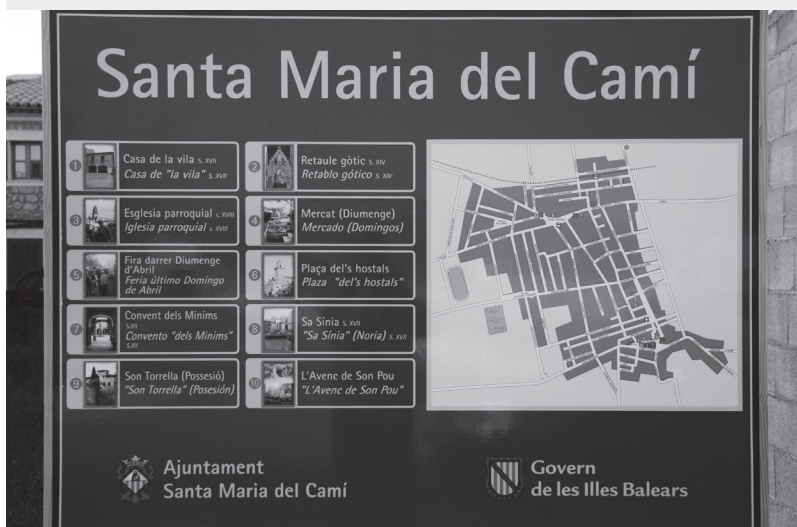 Santa Maria del Camí
1
Casa de la vila s. XVII
Casa de "la vila" s. XVII
2
Retaule gòtic s. XIV
Retablo gótico s. XIV
3
Esglesia parroquial s. XVIII
Iglesia parroquial s. XVIII
4
Mercat (Diumenge)
Mercado (Domingos)
5
Fira darrer Diumenge
d'Abril
Feria último Domingo
de Abril
6
Plaça del's hostals
Plaza "del's hostals"
7
Convent dels Minims
S.XII
Convento "dels Minims"
S.XII
8
Sa Sínia s. XVII
"Sa Sínia" (Noria) s. XVII
9
Son Torrella (Possesió)
"Son Torrella" (Posesión)
10
L'Avenc de Son Pou
"L'Avenc de Son Pou"
Ajuntament
Santa Maria del Camí
Govern
de les Illes Balears